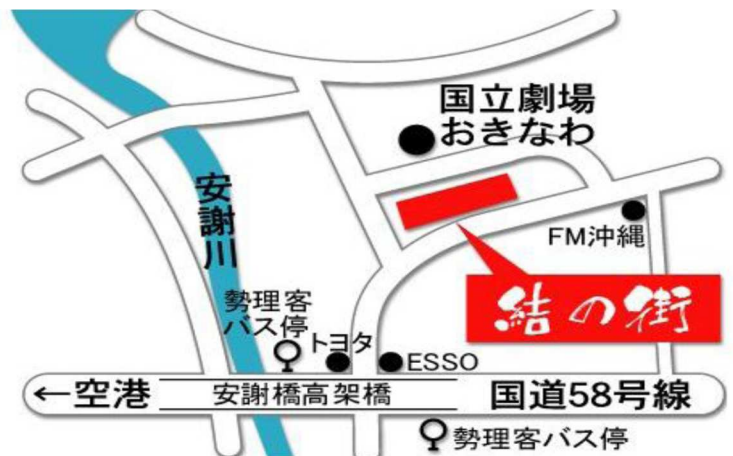 国立劇場
おきなわ
安謝川
FM沖縄
結の街
勢理客
バス停
トヨタ
ESSO
←空港
安謝橋高架橋
国道58号線
勢理客バス停